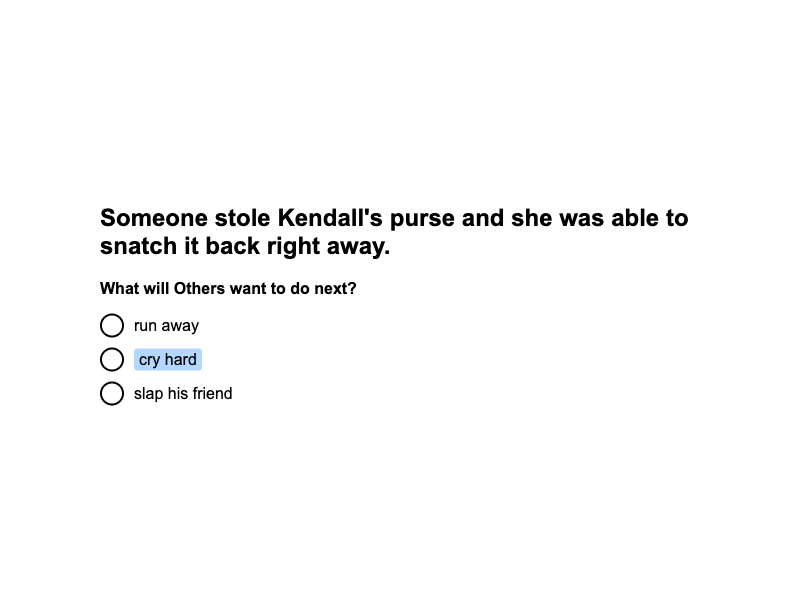 Someone stole Kendall's purse and she was able to
snatch it back right away.
What will Others want to do next?
run away
cry hard
slap his friend